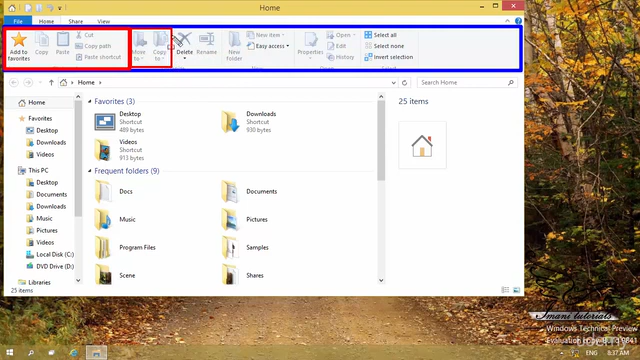 Home
File Home Share View
Add to favorites
Copy
Paste
Cut
Copy path
Paste shortcut
Move to
Copy to
Delete
Rename
New folder
New item
Easy access
Properties
Open
Edit
History
Select all
Select none
Invert selection
Home
Search Home
Home
Favorites
Desktop
Downloads
Videos
This PC
Desktop
Documents
Downloads
Music
Pictures
Videos
Local Disk (C:)
DVD Drive (D:)
Libraries
Favorites (3)
Desktop
Shortcut
489 bytes
Downloads
Shortcut
930 bytes
Videos
Shortcut
913 bytes
Frequent folders (9)
Docs
Documents
Music
Pictures
Program Files
Samples
Scene
Shares
25 items
25 items
Imani tutorials
Windows Technical Preview
Evaluation copy. Build 9841
ENG 8:37 AM